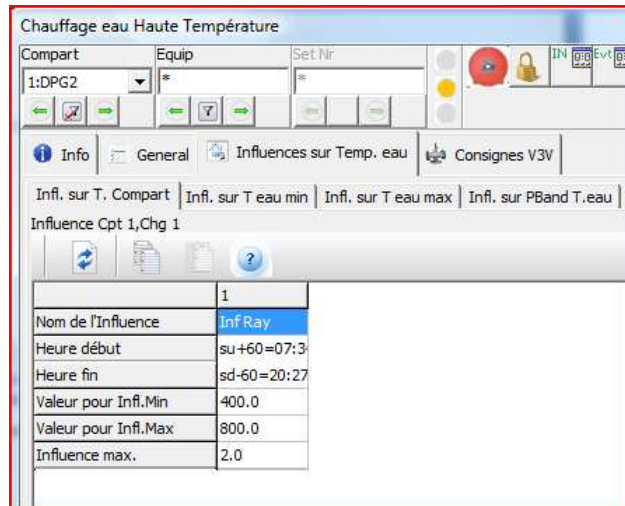 Chauffage eau Haute Température
Compart Equip Set Nr
1:DPG2 * *
IN Evt
Info General Influences sur Temp. eau Consignes V3V
Infl. sur T. Compart Infl. sur T eau min Infl. sur T eau max Infl. sur PBand T.eau
Influence Cpt 1,Chg 1
1
Nom de l'Influence Inf Ray
Heure début su+60=07:3
Heure fin sd-60=20:27
Valeur pour Infl.Min 400.0
Valeur pour Infl.Max 800.0
Influence max. 2.0